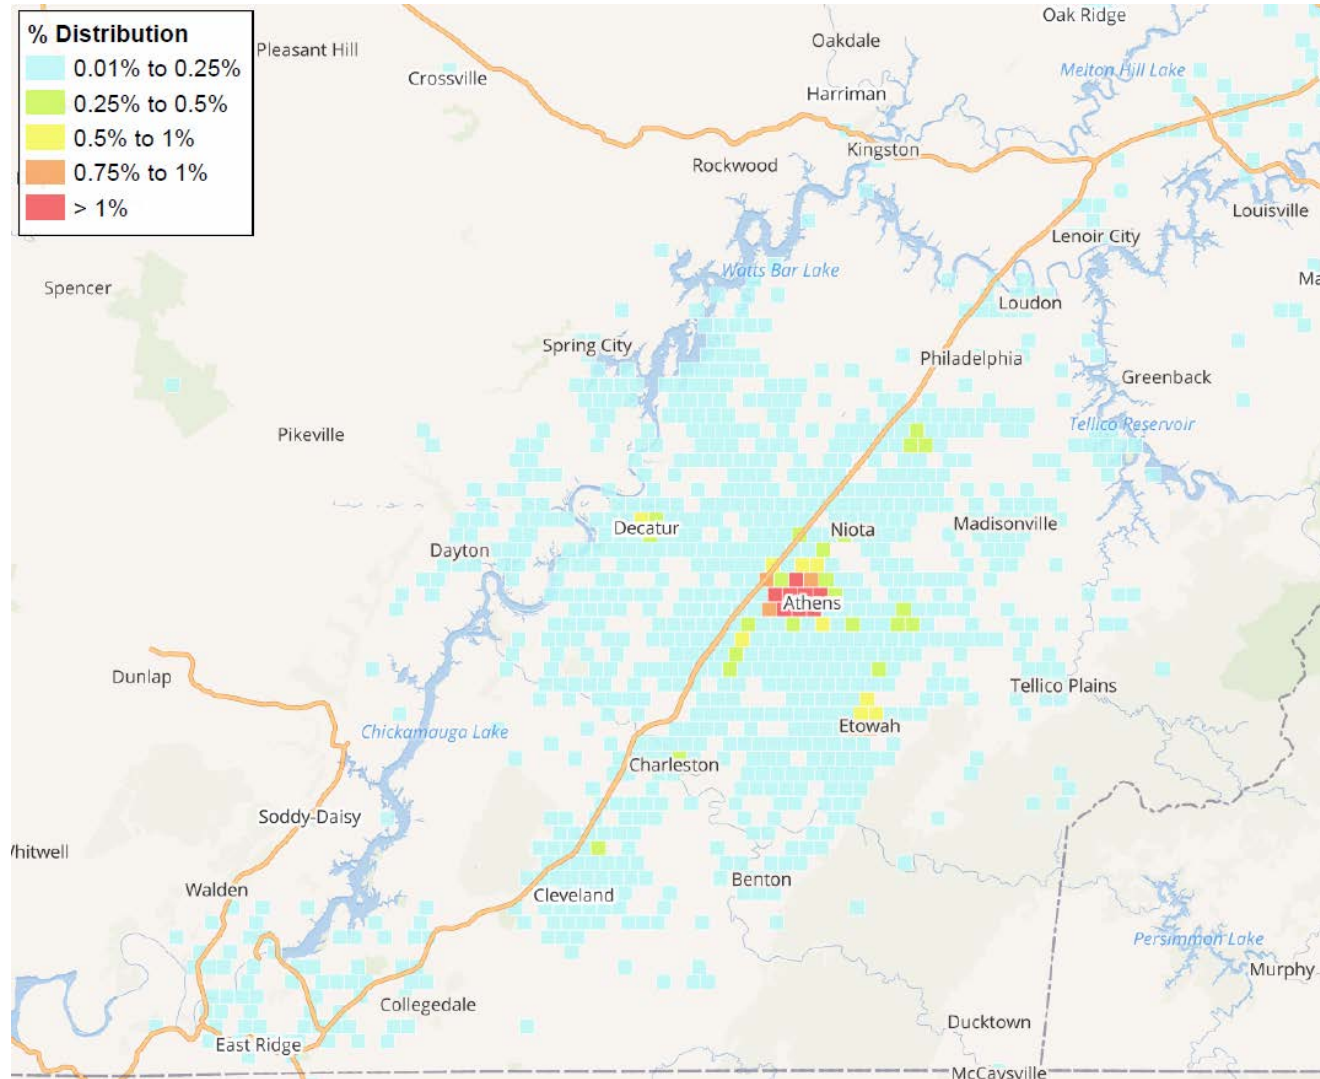 % Distribution
0.01% to 0.25%
0.25% to 0.5%
0.5% to 1%
0.75% to 1%
> 1%
Oak Ridge
Pleasant Hill
Oakdale
Crossville
Melton Hill Lake
Harriman
Kingston
Rockwood
Louisville
Lenoir City
Watts Bar Lake
Spencer
Ma
Loudon
Spring City
Philadelphia
Greenback
Tellico Reservoir
Pikeville
Decatur
Niota
Madisonville
Dayton
Athens
Dunlap
Tellico Plains
Etowah
Chickamauga Lake
Charleston
Soddy-Daisy
hitwell
Walden
Benton
Cleveland
Persimmon Lake
Murphy
Collegedale
Ducktown
East Ridge
McCaysville